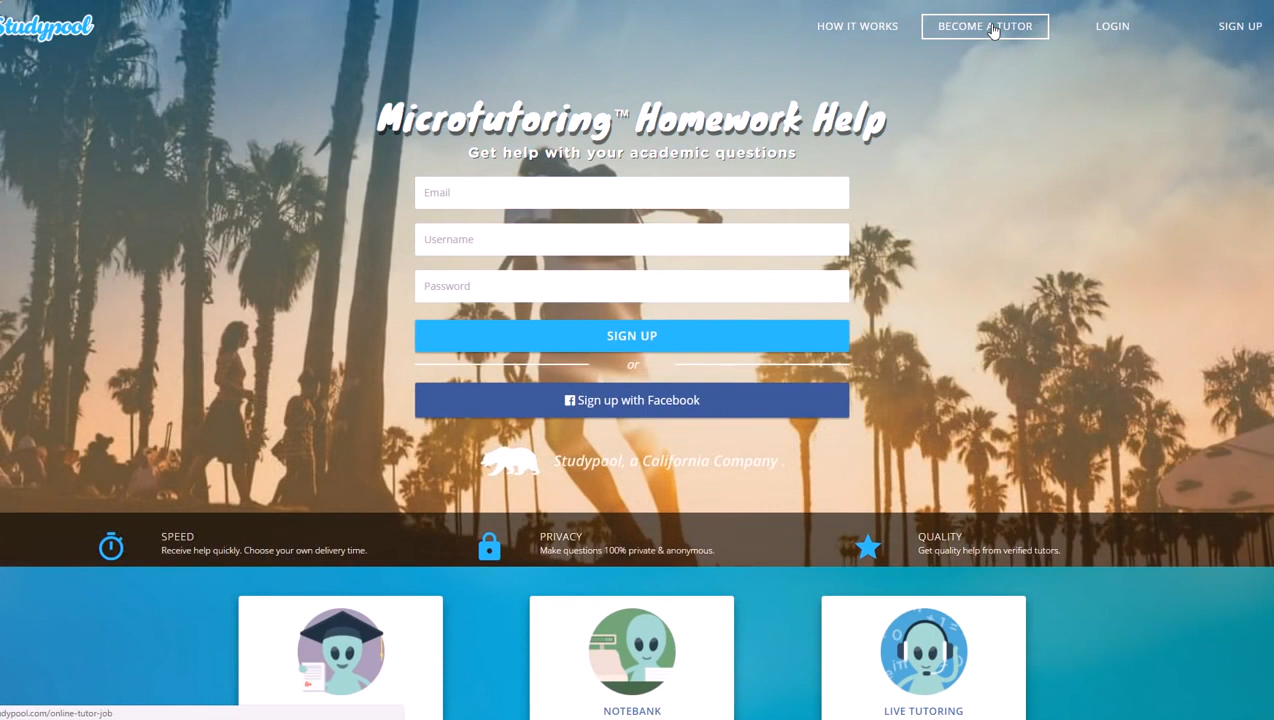 Studypool
HOW IT WORKS
BECOME A TUTOR
LOGIN
SIGN UP
Microtutoring™ Homework Help
Get help with your academic questions
Email
Username
Password
SIGN UP
or
Sign up with Facebook
Studypool, a California Company .
SPEED
Receive help quickly. Choose your own delivery time.
PRIVACY
Make questions 100% private & anonymous.
QUALITY
Get quality help from verified tutors.
NOTEBANK
LIVE TUTORING
dypool.com/online-tutor-job